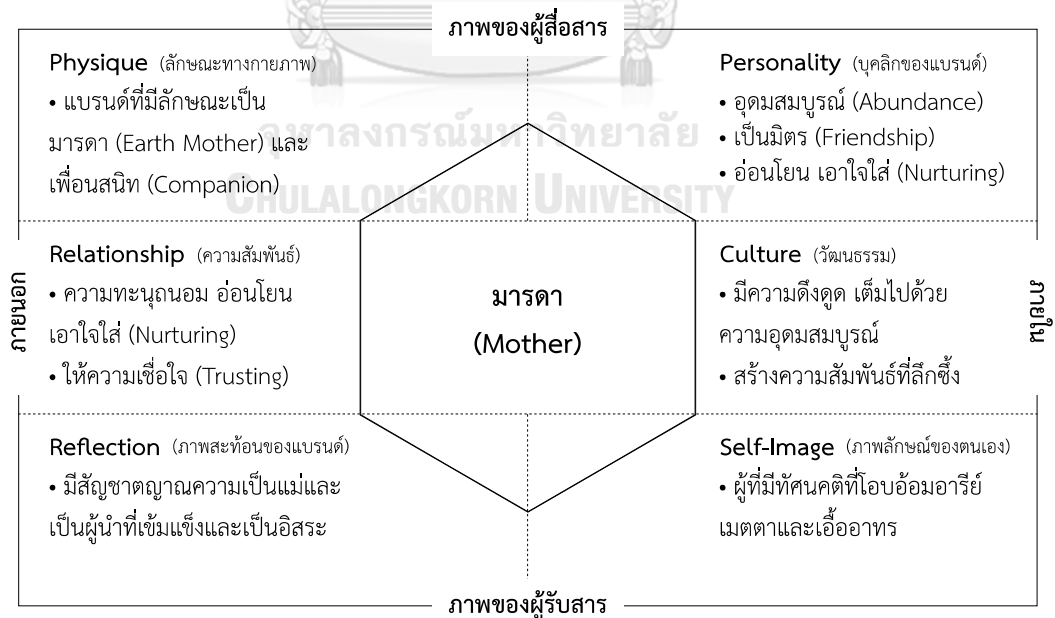 ภาพของผู้สื่อสาร
Physique (ลักษณะทางกายภาพ)
• แบรนด์ที่มีลักษณะเป็น
มารดา (Earth Mother) และ
เพื่อนสนิท (Companion)
Personality (บุคลิกของแบรนด์)
• อุดมสมบูรณ์ (Abundance)
• เป็นมิตร (Friendship)
• อ่อนโยน เอาใจใส่ (Nurturing)
จุฬาลงกรณ์มหาวิทยาลัย
CHULALONGKORN UNIVERSITY
ภายนอก
Relationship (ความสัมพันธ์)
• ความทะนุถนอม อ่อนโยน
เอาใจใส่ (Nurturing)
• ให้ความเชื่อใจ (Trusting)
มารดา
(Mother)
Culture (วัฒนธรรม)
• มีความดึงดูด เต็มไปด้วย
ความอุดมสมบูรณ์
• สร้างความสัมพันธ์ที่ลึกซึ้ง
ภายใน
Reflection (ภาพสะท้อนของแบรนด์)
• มีสัญชาตญาณความเป็นแม่และ
เป็นผู้นำที่เข้มแข็งและเป็นอิสระ
Self-Image (ภาพลักษณ์ของตนเอง)
• ผู้ที่มีทัศนคติที่โอบอ้อมอารีย์
เมตตาและเอื้ออาทร
ภาพของผู้รับสาร